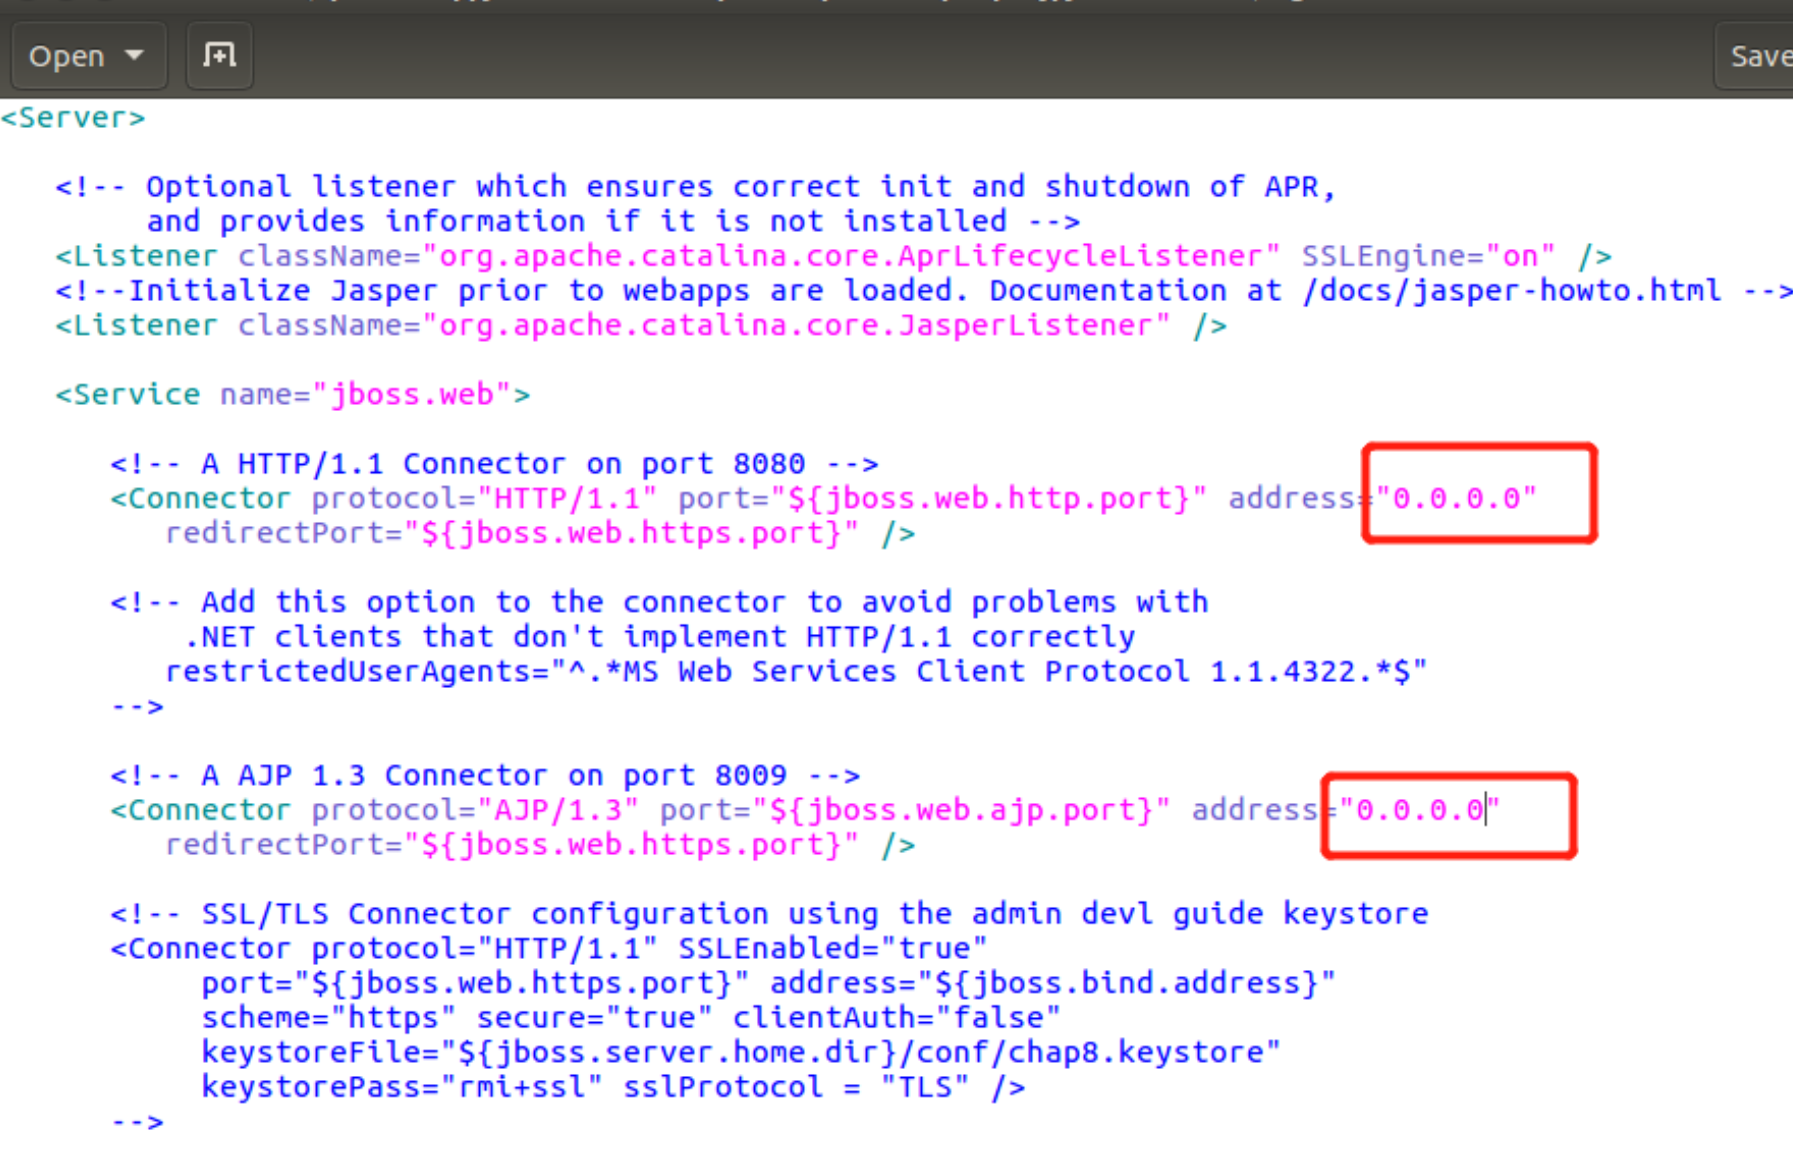 Open
Save
<Server>
<!-- Optional listener which ensures correct init and shutdown of APR,
and provides information if it is not installed -->
<Listener className="org.apache.catalina.core.AprLifecycleListener" SSLEngine="on" />
<!--Initialize Jasper prior to webapps are loaded. Documentation at /docs/jasper-howto.html -->
<Listener className="org.apache.catalina.core.JasperListener" />
<Service name="jboss.web">
<!-- A HTTP/1.1 Connector on port 8080 -->
<Connector protocol="HTTP/1.1" port="${jboss.web.http.port}" address="0.0.0.0"
redirectPort="${jboss.web.https.port}" />
<!-- Add this option to the connector to avoid problems with
.NET clients that don't implement HTTP/1.1 correctly
restrictedUserAgents="^.*MS Web Services Client Protocol 1.1.4322.*$"
-->
<!-- A AJP 1.3 Connector on port 8009 -->
<Connector protocol="AJP/1.3" port="${jboss.web.ajp.port}" address="0.0.0.0"
redirectPort="${jboss.web.https.port}" />
<!-- SSL/TLS Connector configuration using the admin devl guide keystore
<Connector protocol="HTTP/1.1" SSLEnabled="true"
port="${jboss.web.https.port}" address="${jboss.bind.address}"
scheme="https" secure="true" clientAuth="false"
keystoreFile="${jboss.server.home.dir}/conf/chap8.keystore"
keystorePass="rmi+ssl" sslProtocol = "TLS" />
-->